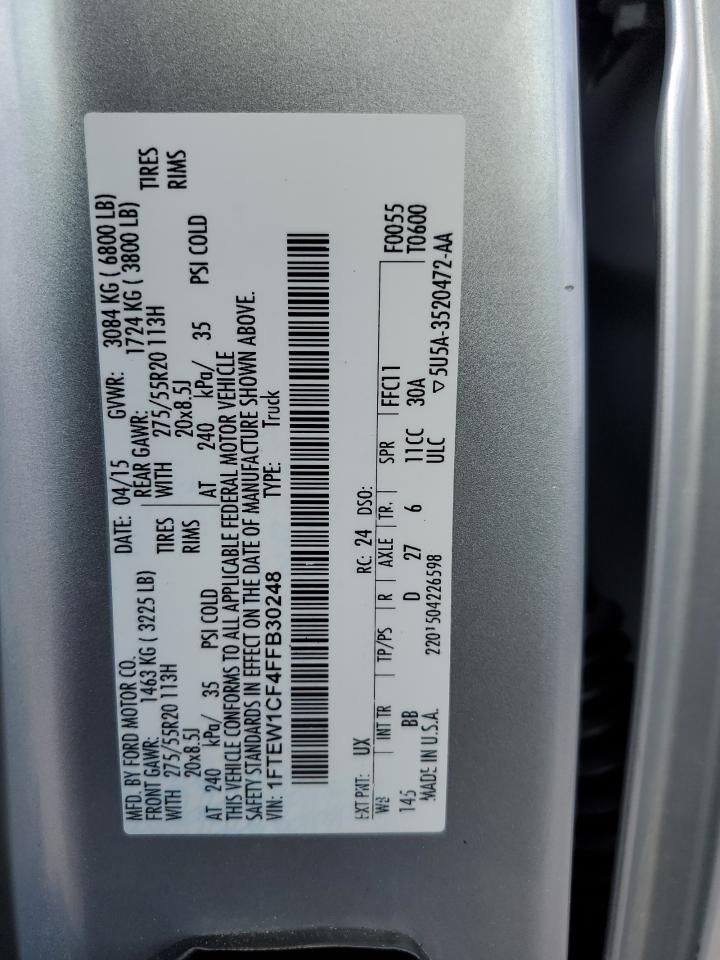 MFD. BY FORD MOTOR CO. DATE: 04/15 GVWR: 3084 KG ( 6800 LB)
FRONT GAWR: 1463 KG ( 3225 LB) REAR GAWR: 1724 KG ( 3800 LB)
WITH 275/55R20 113H TIRES WITH 275/55R20 113H TIRES
20x8.5J RIMS 20x8.5J RIMS
AT 240 kPa/ 35 PSI COLD AT 240 kPa/ 35 PSI COLD
THIS VEHICLE CONFORMS TO ALL APPLICABLE FEDERAL MOTOR VEHICLE
SAFETY STANDARDS IN EFFECT ON THE DATE OF MANUFACTURE SHOWN ABOVE.
VIN: 1FTEW1CF4FFB30248 TYPE: Truck
EXT PNT: UX RC: 24 DSO:
WB INT TR TP/PS R AXLE TR. SPR FFC11 F0055
145 BB D 27 6 11CC 30A T0600
ULC
MADE IN U.S.A. 2201504226598 ▽5U5A-3520472-AA